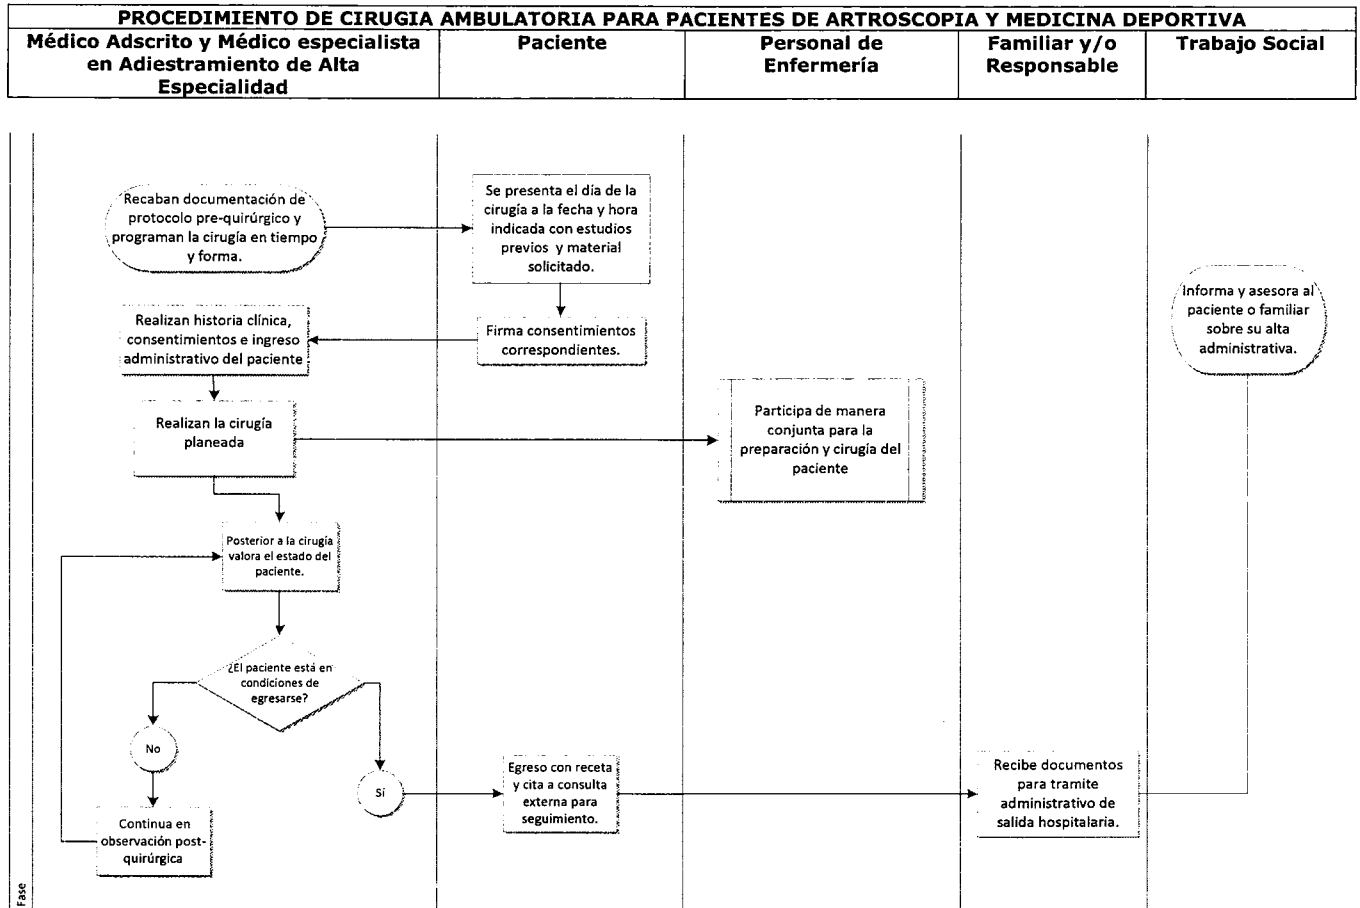 PROCEDIMIENTO DE CIRUGIA AMBULATORIA PARA PACIENTES DE ARTROSCOPIA Y MEDICINA DEPORTIVA
Médico Adscrito y Médico especialista
en Adiestramiento de Alta
Especialidad
Paciente
Personal de
Enfermería
Familiar y/o
Responsable
Trabajo Social
Recaban documentación de
protocolo pre-quirúrgico y
programan la cirugía en tiempo
y forma.
Se presenta el día de la
cirugía a la fecha y hora
indicada con estudios
previos y material
solicitado.
Informa y asesora al
paciente o familiar
sobre su alta
administrativa.
Realizan historia clínica,
consentimientos e ingreso
administrativo del paciente
Firma consentimientos
correspondientes.
Realizan la cirugía
planeada
Participa de manera
conjunta para la
preparación y cirugía del
paciente
Posterior a la cirugía
valora el estado del
paciente.
¿El paciente está en
condiciones de
egresarse?
No
Sí
Egreso con receta
y cita a consulta
externa para
seguimiento.
Recibe documentos
para tramite
administrativo de
salida hospitalaria.
Continua en
observación post-
quirúrgica
Fase